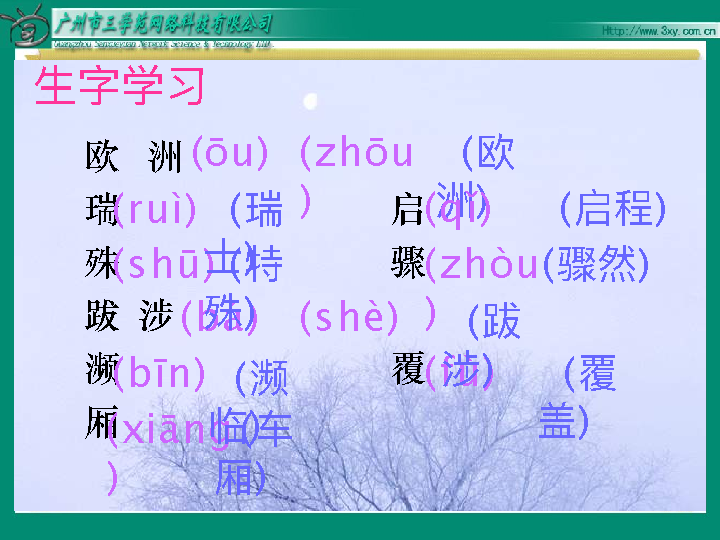 广州市三学苑网络科技有限公司
Guangzhou Sanxueyuan Network Science & Technology Ltd.
Http://www.3xy.com.cn
生字学习
欧 洲(ōu) (zhōu) (欧洲)
瑞(ruì) (瑞士) 启(qǐ) (启程)
殊(shū) (特殊) 骤(zhòu) (骤然)
跋 涉(bá) (shè) (跋涉)
濒(bīn) (濒临) 覆(fù) (覆盖)
厢(xiāng) (车厢)